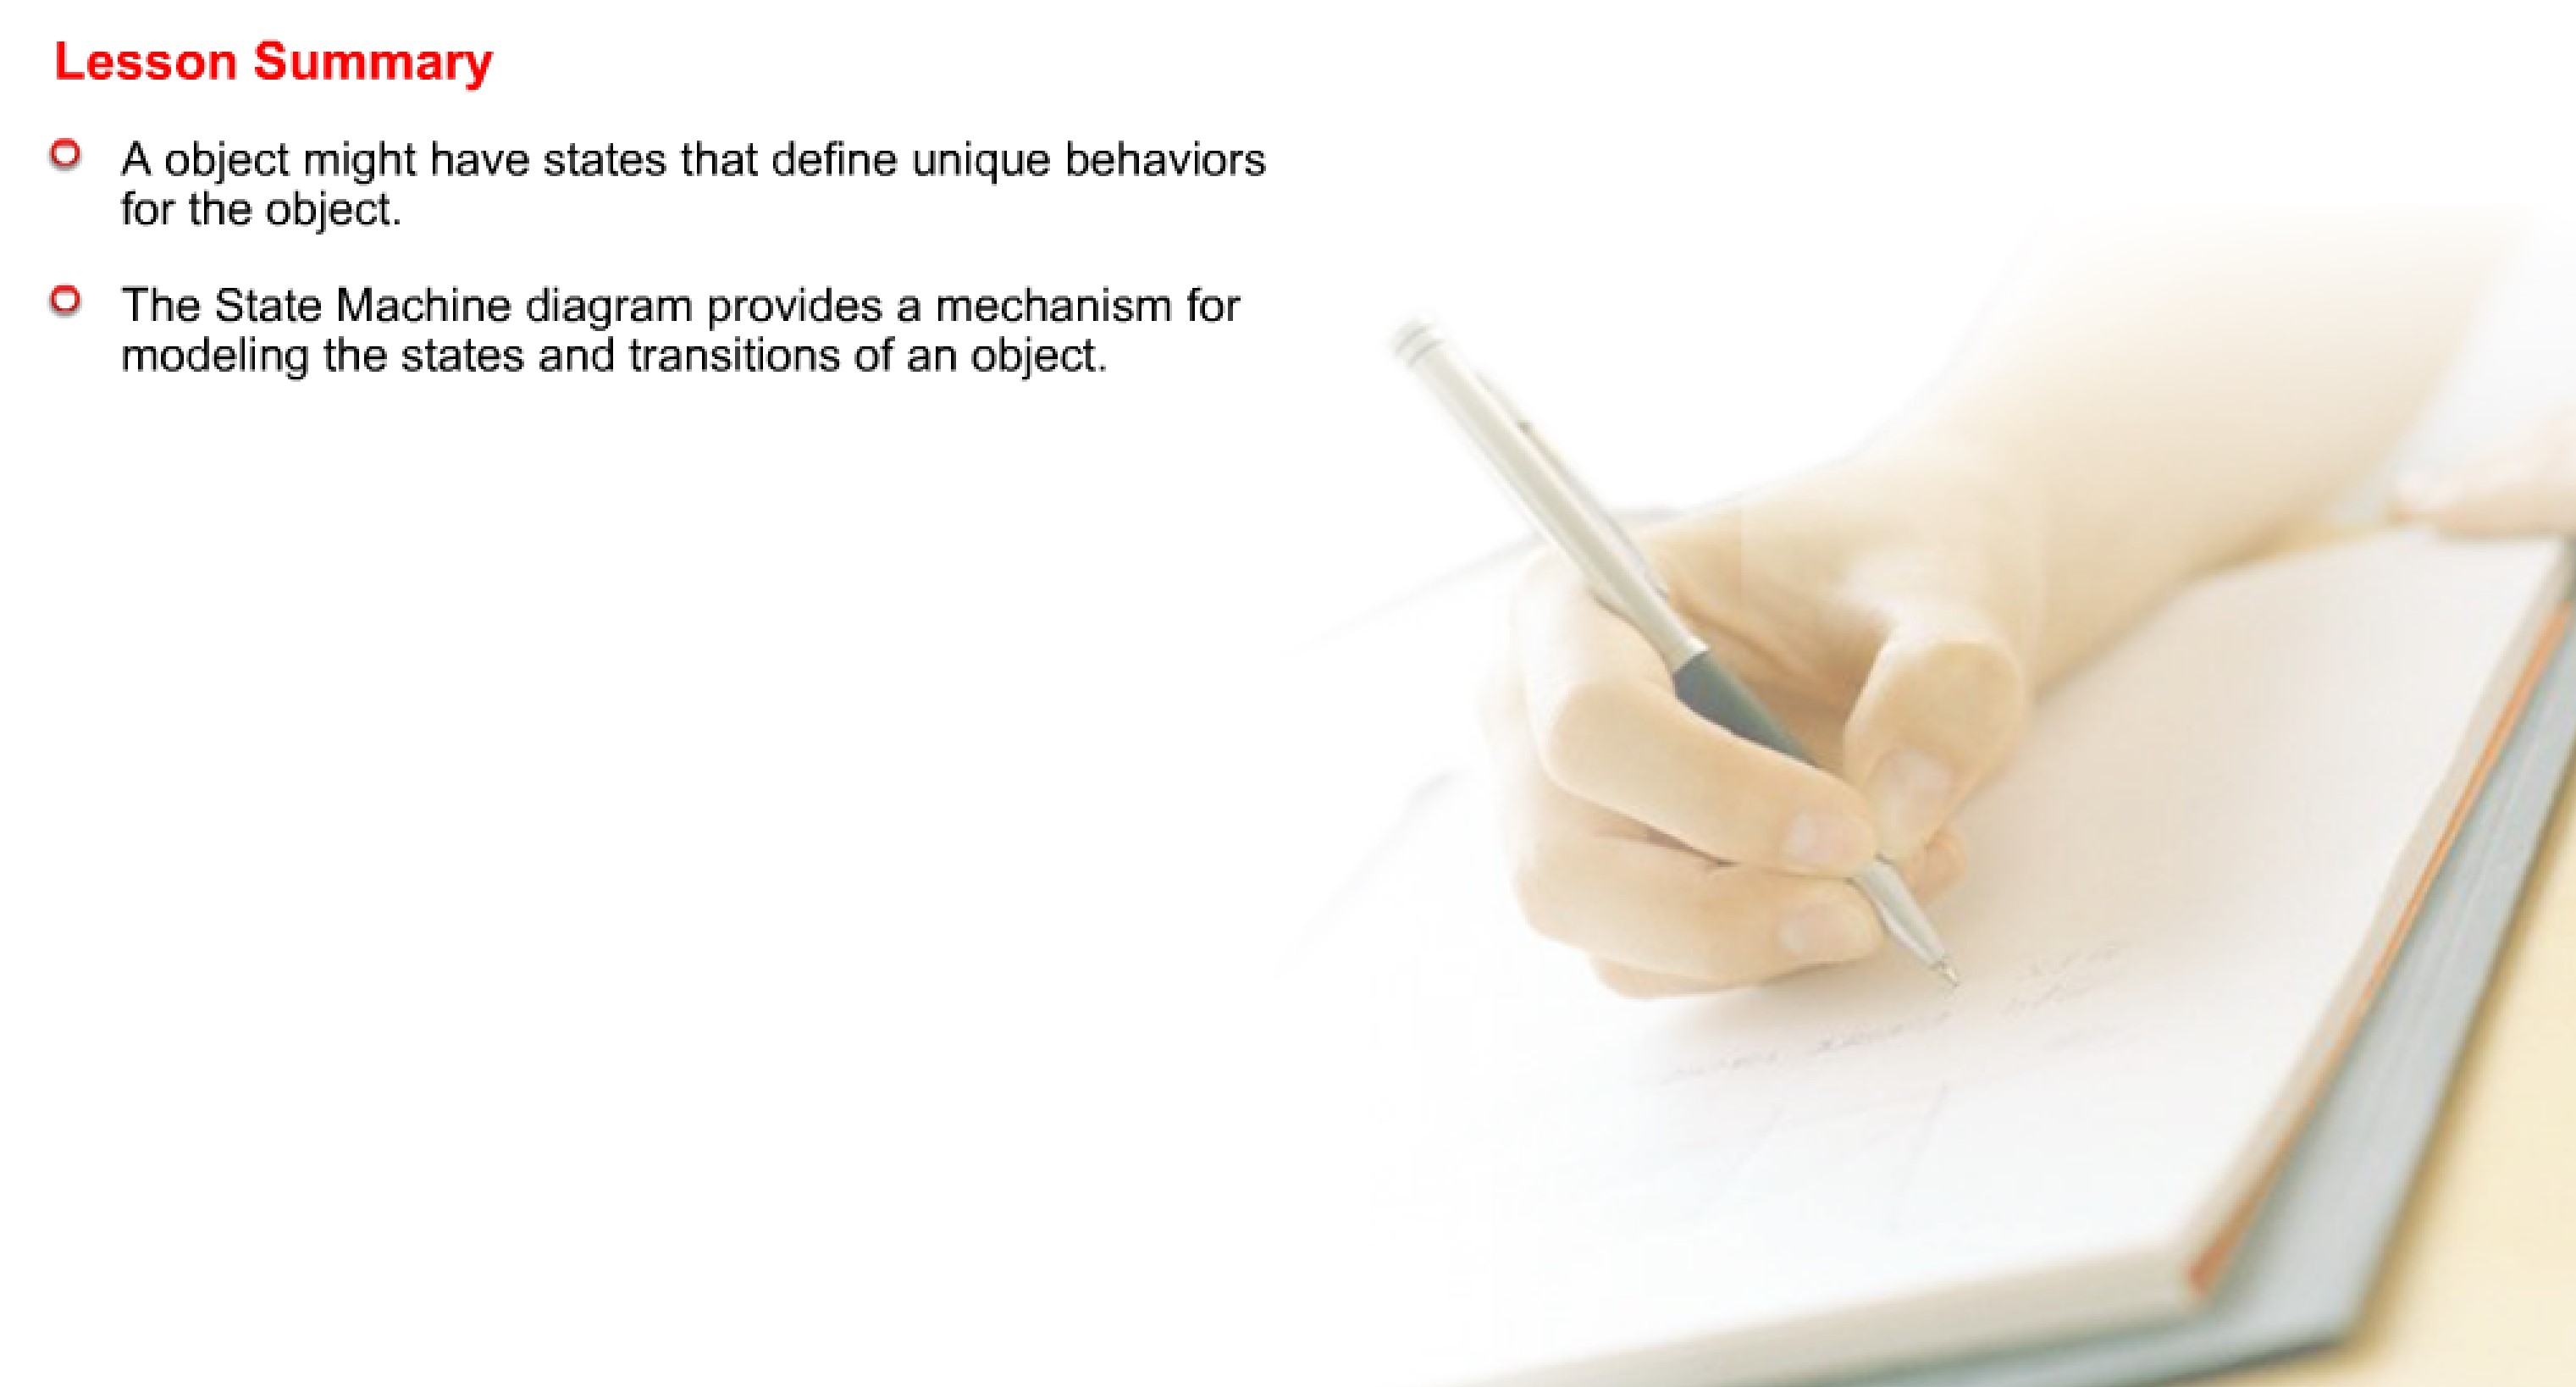 Lesson Summary
A object might have states that define unique behaviors
for the object.
The State Machine diagram provides a mechanism for
modeling the states and transitions of an object.